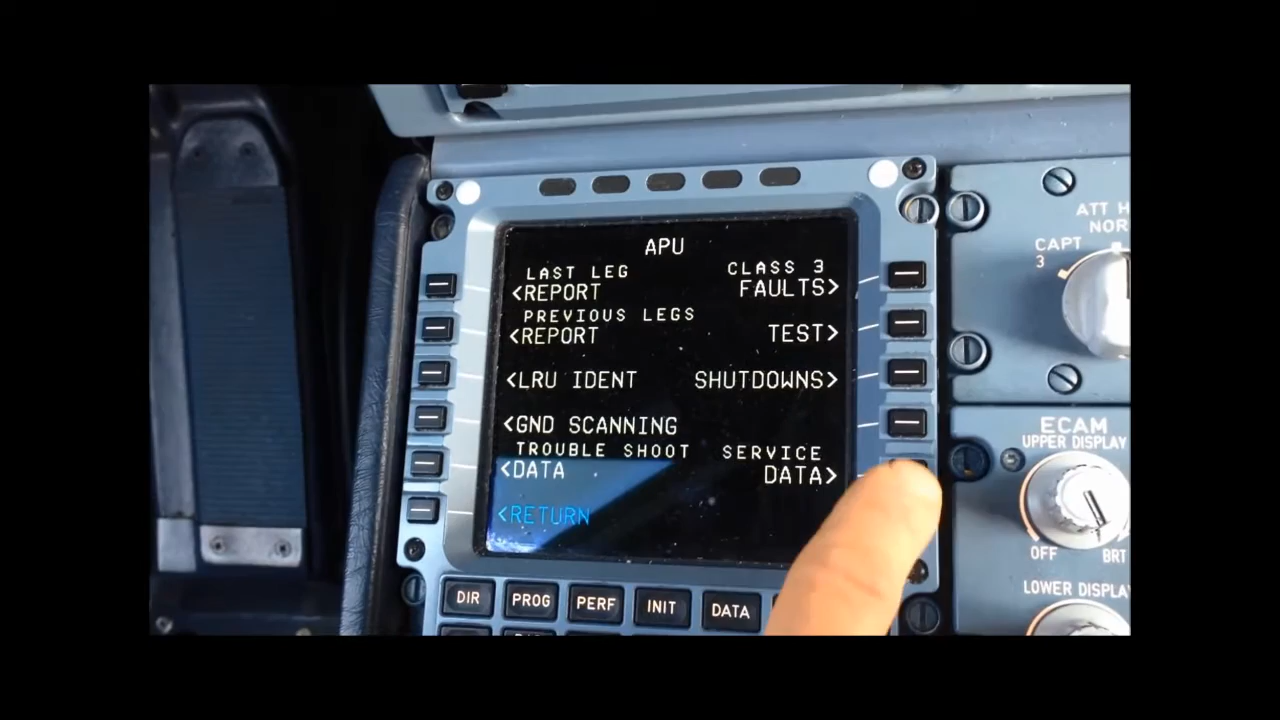 APU
LAST LEG CLASS 3
<REPORT FAULTS>
PREVIOUS LEGS
<REPORT TEST>
<LRU IDENT SHUTDOWNS>
<GND SCANNING
TROUBLE SHOOT SERVICE
<DATA DATA>
<RETURN
DIR PROG PERF INIT DATA
ATT H
NOR
CAPT
3
ECAM
UPPER DISPLAY
OFF BRT
LOWER DISPLA